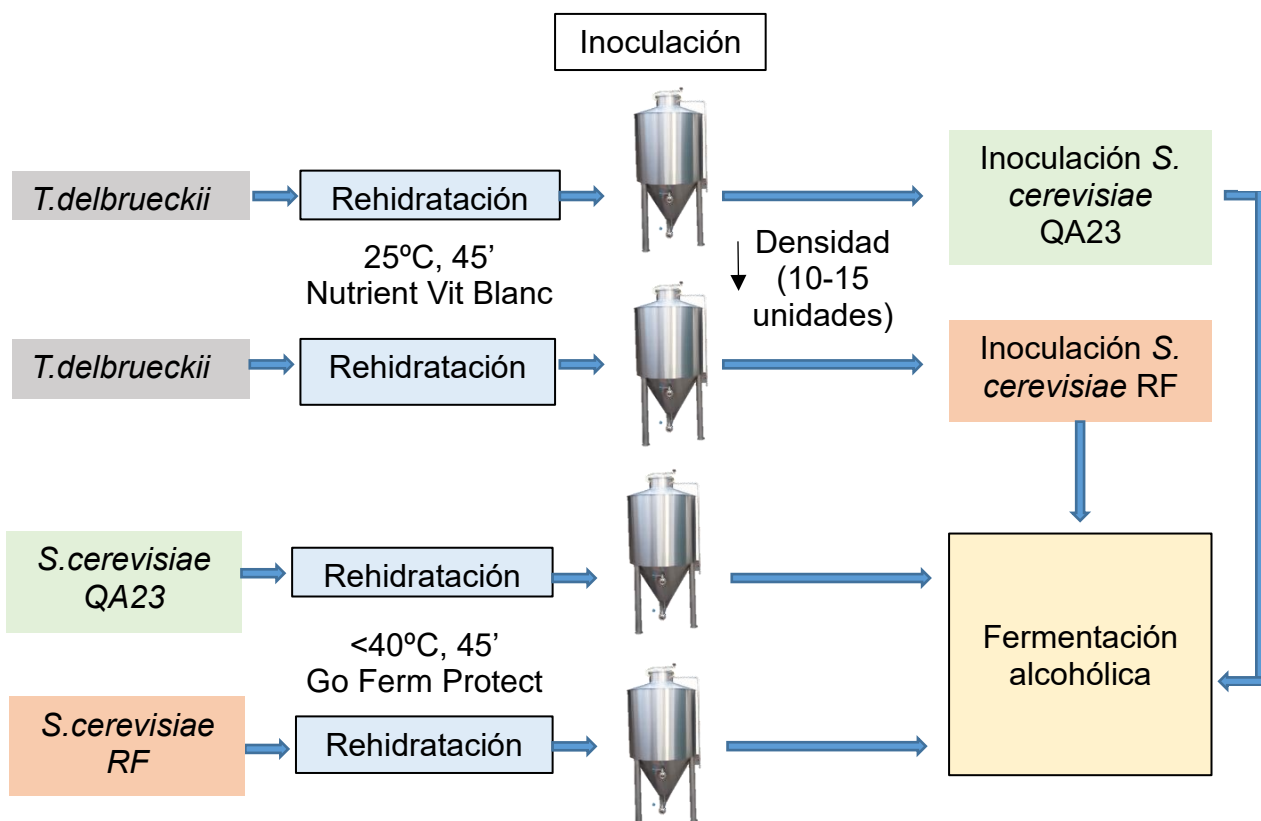 Inoculación
T.delbrueckii
Rehidratación
25ºC, 45’
Nutrient Vit Blanc
Inoculación S.
cerevisiae
QA23
Densidad
(10-15
unidades)
T.delbrueckii
Rehidratación
Inoculación S.
cerevisiae RF
S.cerevisiae
QA23
Rehidratación
<40ºC, 45’
Go Ferm Protect
S.cerevisiae
RF
Rehidratación
Fermentación
alcohólica